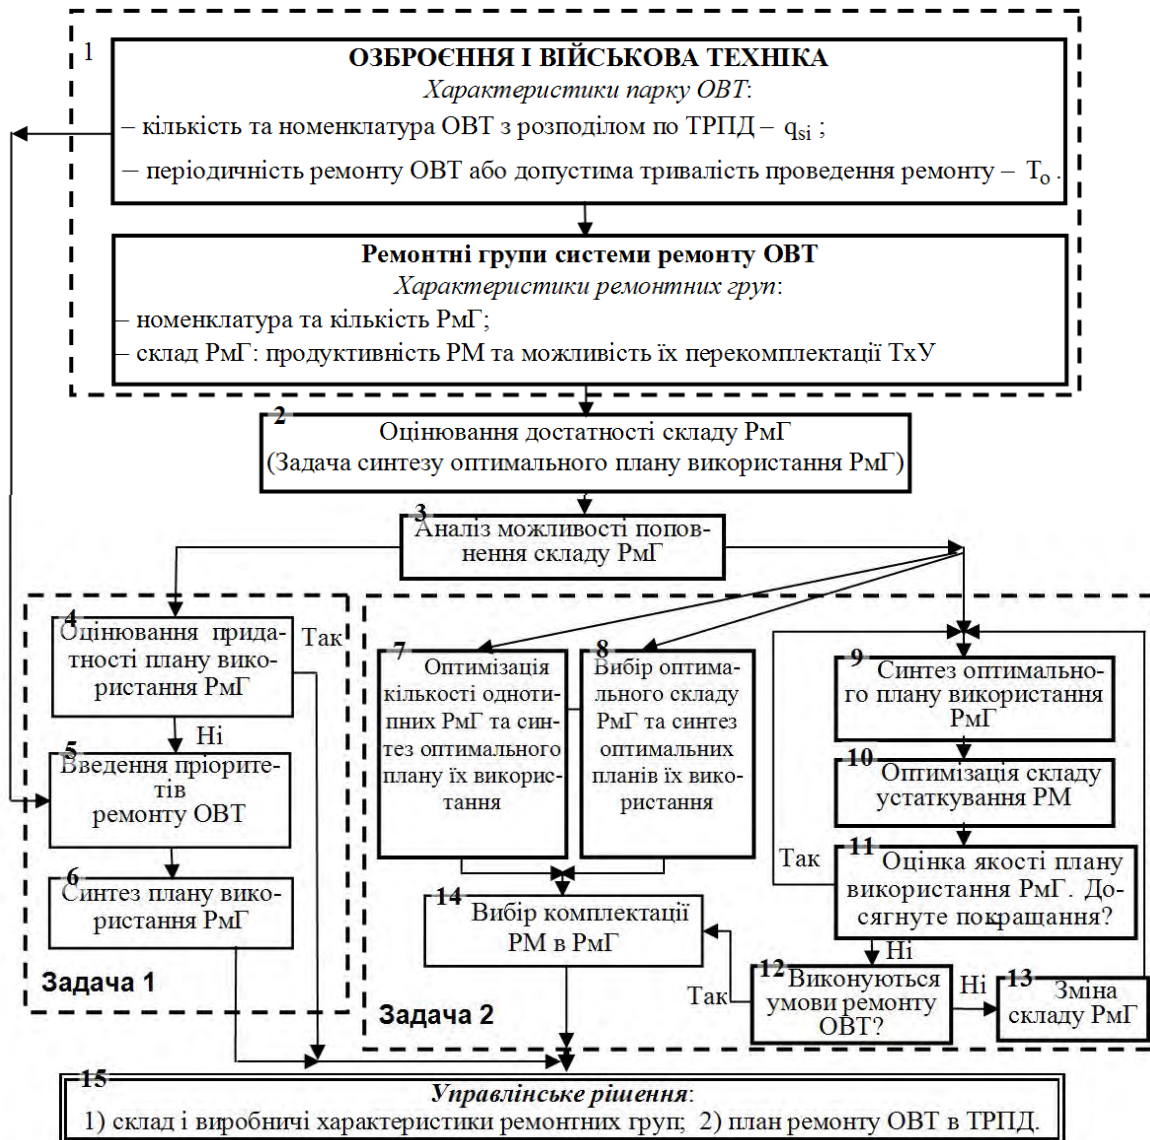 1
ОЗБРОЄННЯ І ВІЙСЬКОВА ТЕХНІКА
Характеристики парку ОВТ:
– кількість та номенклатура ОВТ з розподілом по ТРПД – qsi ;
– періодичність ремонту ОВТ або допустима тривалість проведення ремонту – To .
Ремонтні групи системи ремонту ОВТ
Характеристики ремонтних груп:
– номенклатура та кількість РмГ;
– склад РмГ: продуктивність РМ та можливість їх перекомплектації ТхУ
2
Оцінювання достатності складу РмГ
(Задача синтезу оптимального плану використання РмГ)
3
Аналіз можливості попов-
нення складу РмГ
4
Оцінювання прида-
тності плану вико-
ристання РмГ
Так
Ні
5
Введення пріорите-
тів
ремонту ОВТ
6
Синтез плану вико-
ристання РмГ
Задача 1
7
Оптимізація
кількості одноти-
пних РмГ та син-
тез оптимального
плану їх викорис-
тання
8
Вибір оптима-
льного складу
РмГ та синтез
оптимальних
планів їх вико-
ристання
9
Синтез оптимально-
го плану використання
РмГ
10
Оптимізація складу
устаткування РМ
11
Оцінка якості плану
використання РмГ. До-
сягнуте покращання?
Так
Ні
12
Виконуються
умови ремонту
ОВТ?
Так
Ні
13
Зміна
складу РмГ
14
Вибір комплектації
РМ в РмГ
Задача 2
15
Управлінське рішення:
1) склад і виробничі характеристики ремонтних груп; 2) план ремонту ОВТ в ТРПД.